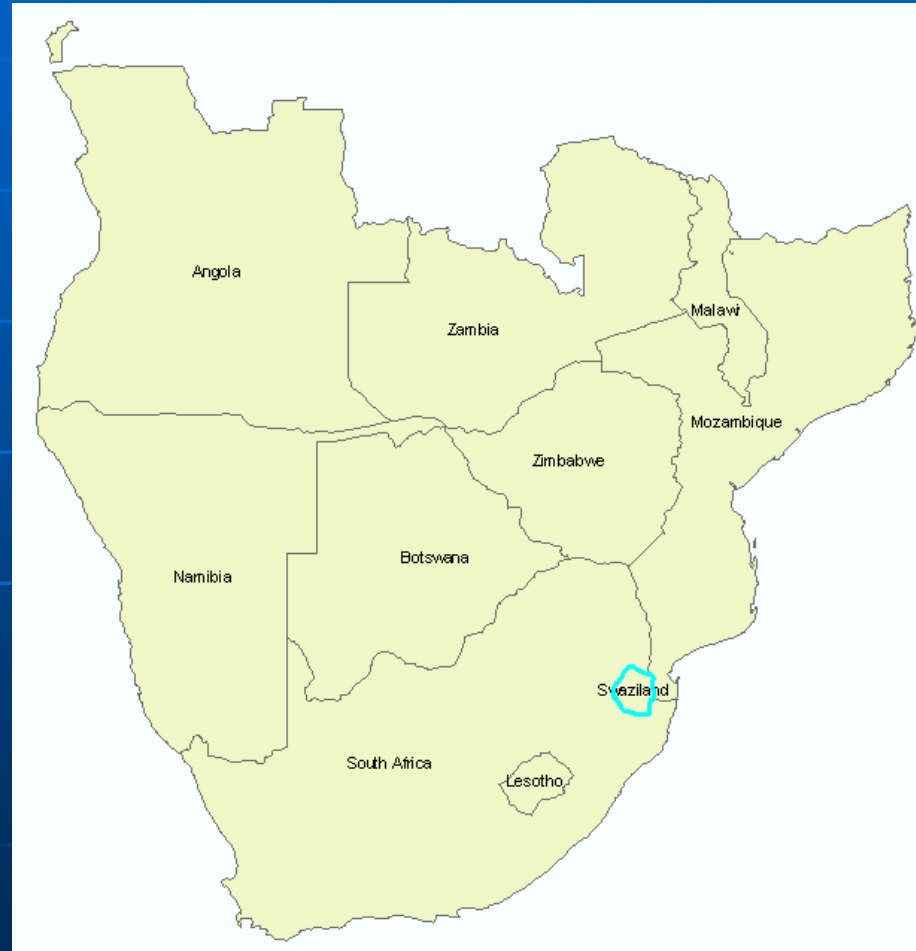 Angola
Malawi
Zambia
Mozambique
Zimbabwe
Botswana
Namibia
Swaziland
South Africa
Lesotho